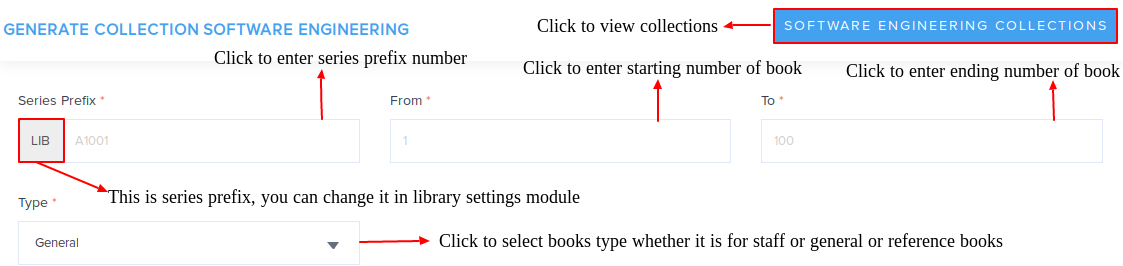 Click to view collections
SOFTWARE ENGINEERING COLLECTIONS
GENERATE COLLECTION SOFTWARE ENGINEERING
Click to enter series prefix number
Click to enter starting number of book
Click to enter ending number of book
Series Prefix *
From *
To *
LIB
A1001
1
100
This is series prefix, you can change it in library settings module
Type *
General
Click to select books type whether it is for staff or general or reference books